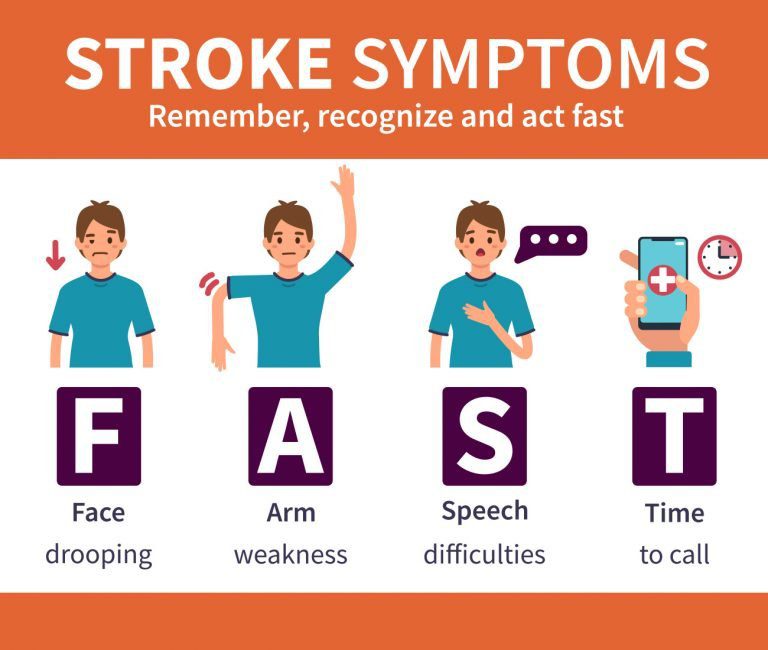 STROKE SYMPTOMS
Remember, recognize and act fast
F A S T
Face
drooping
Arm
weakness
Speech
difficulties
Time
to call